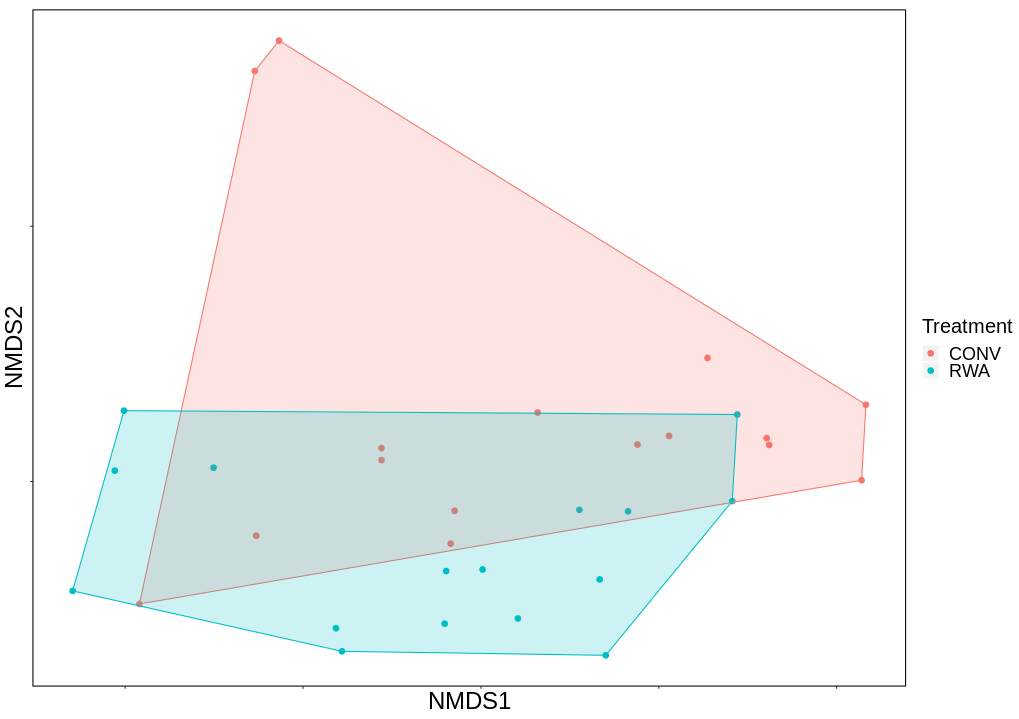 NMDS2
NMDS1
Treatment
CONV
RWA